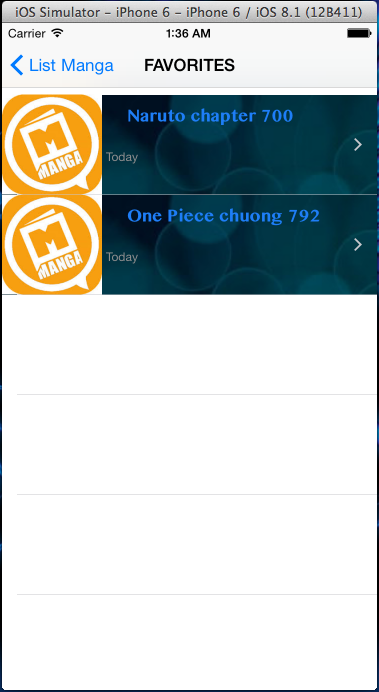 iOS Simulator - iPhone 6 - iPhone 6 / iOS 8.1 (12B411)
Carrier 1:36 AM
List Manga FAVORITES
Naruto chapter 700
M
MANGA
Today
One Piece chuong 792
M
MANGA
Today